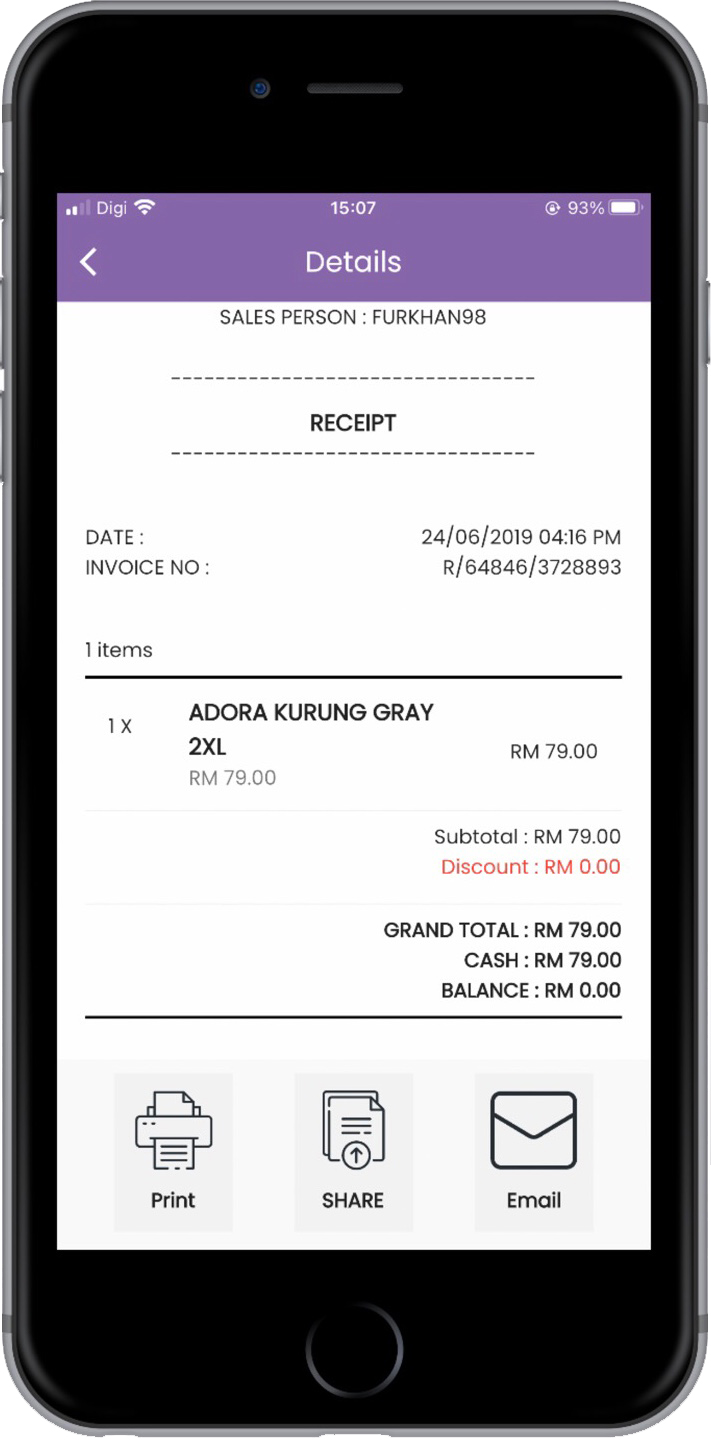 Digi 15:07 93%
Details
SALES PERSON : FURKHAN98
--------------------------------
RECEIPT
--------------------------------
DATE : 24/06/2019 04:16 PM
INVOICE NO : R/64846/3728893
1 items
1 X ADORA KURUNG GRAY
2XL RM 79.00
RM 79.00
Subtotal : RM 79.00
Discount : RM 0.00
GRAND TOTAL : RM 79.00
CASH : RM 79.00
BALANCE : RM 0.00
Print SHARE Email